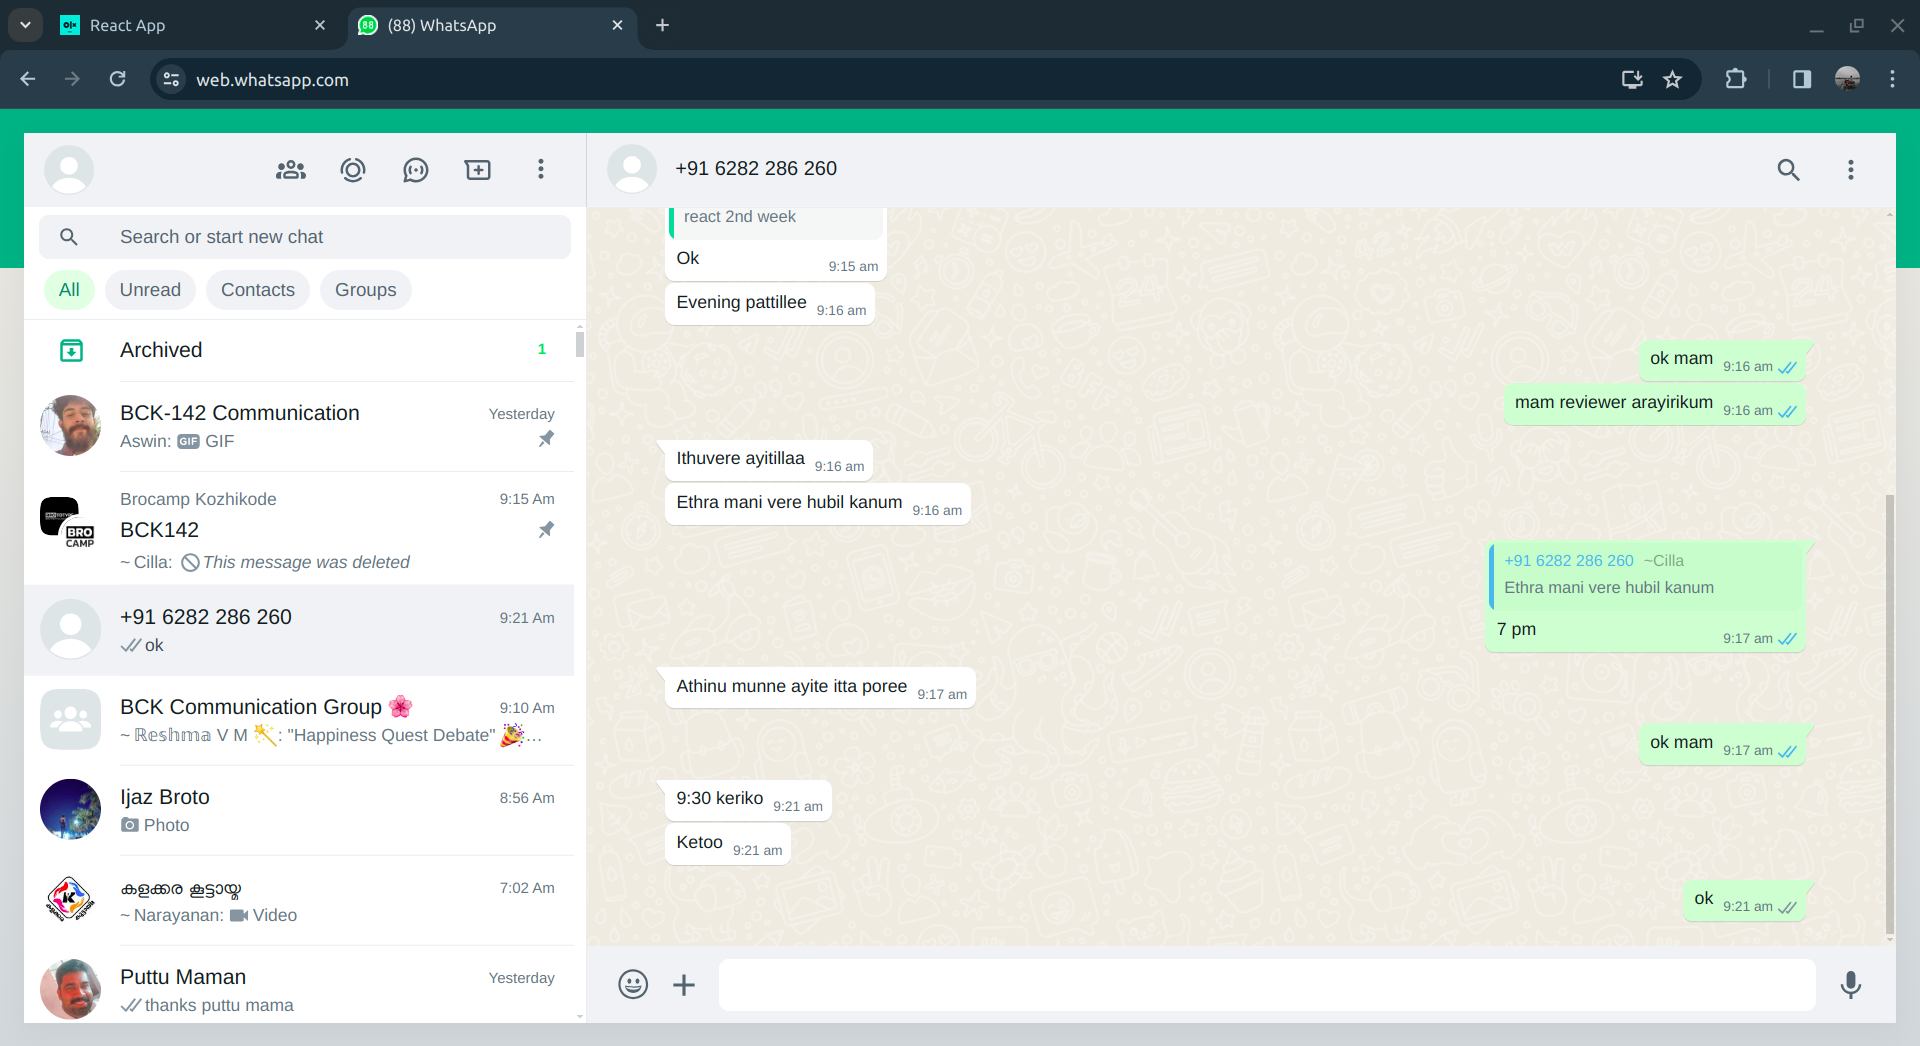 React App
(88) WhatsApp
web.whatsapp.com
Search or start new chat
All
Unread
Contacts
Groups
Archived
1
BCK-142 Communication
Yesterday
Aswin: GIF GIF
Brocamp Kozhikode
9:15 Am
BCK142
~ Cilla: This message was deleted
BRO
CAMP
+91 6282 286 260
9:21 Am
ok
BCK Communication Group 🌸
9:10 Am
~ ℝ𝕖𝕤𝕙𝕞𝕒 V M 🪄: "Happiness Quest Debate" 🎉...
Ijaz Broto
8:56 Am
Photo
കളക്കര കൂട്ടായ്മ
7:02 Am
~ Narayanan: Video
Puttu Maman
Yesterday
thanks puttu mama
+91 6282 286 260
react 2nd week
Ok
9:15 am
Evening pattillee 9:16 am
ok mam 9:16 am
mam reviewer arayirikum 9:16 am
Ithuvere ayitillaa 9:16 am
Ethra mani vere hubil kanum 9:16 am
+91 6282 286 260 ~Cilla
Ethra mani vere hubil kanum
7 pm
9:17 am
Athinu munne ayite itta poree 9:17 am
ok mam 9:17 am
9:30 keriko 9:21 am
Ketoo 9:21 am
ok 9:21 am